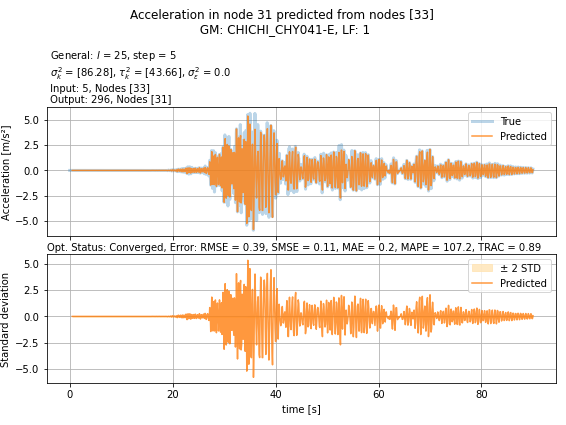 Acceleration in node 31 predicted from nodes [33]
GM: CHICHI_CHY041-E, LF: 1
General: l = 25, step = 5
σ²ₖ = [86.28], τ²ₖ = [43.66], σ²ε = 0.0
Input: 5, Nodes [33]
Output: 296, Nodes [31]
Acceleration [m/s²]
5.0
2.5
0.0
−2.5
−5.0
True
Predicted
Opt. Status: Converged, Error: RMSE = 0.39, SMSE = 0.11, MAE = 0.2, MAPE = 107.2, TRAC = 0.89
Standard deviation
5.0
2.5
0.0
−2.5
−5.0
± 2 STD
Predicted
0 20 40 60 80
time [s]